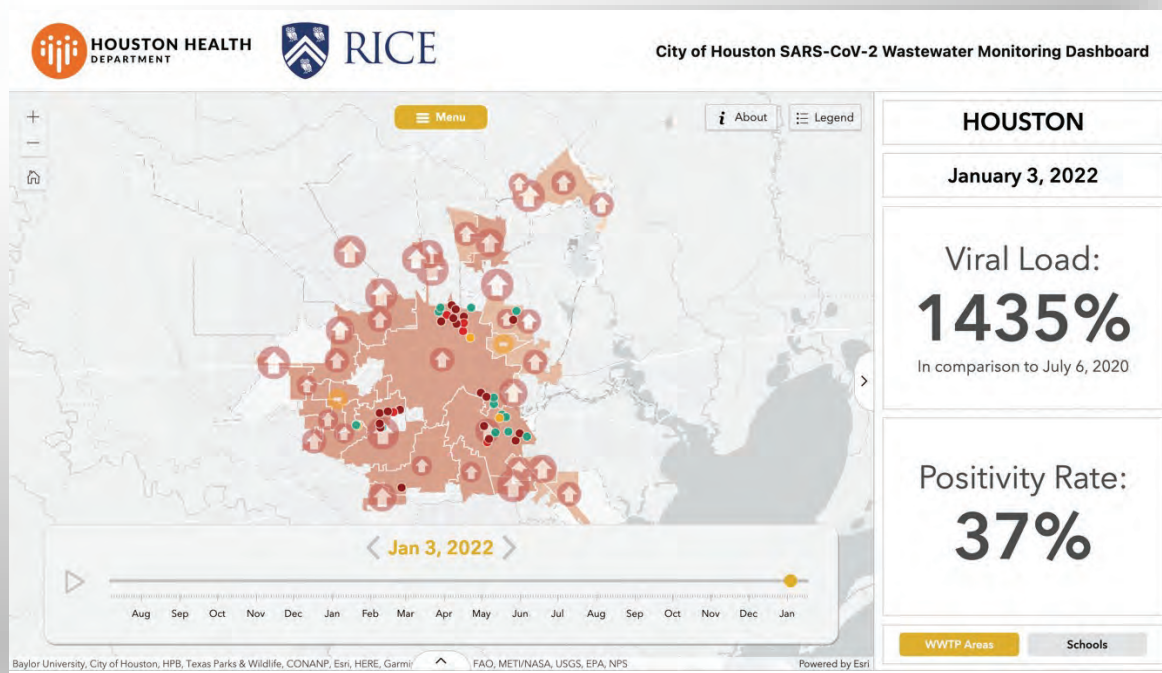 HOUSTON HEALTH
DEPARTMENT
RICE
City of Houston SARS-CoV-2 Wastewater Monitoring Dashboard
+
−
Menu
i About
Legend
HOUSTON
January 3, 2022
Viral Load:
1435%
In comparison to July 6, 2020
Positivity Rate:
37%
< Jan 3, 2022 >
Aug Sep Oct Nov Dec Jan Feb Mar Apr May Jun Jul Aug Sep Oct Nov Dec Jan
WWTP Areas
Schools
Baylor University, City of Houston, HPB, Texas Parks & Wildlife, CONANP, Esri, HERE, Garmi
FAO, METI/NASA, USGS, EPA, NPS
Powered by Esri